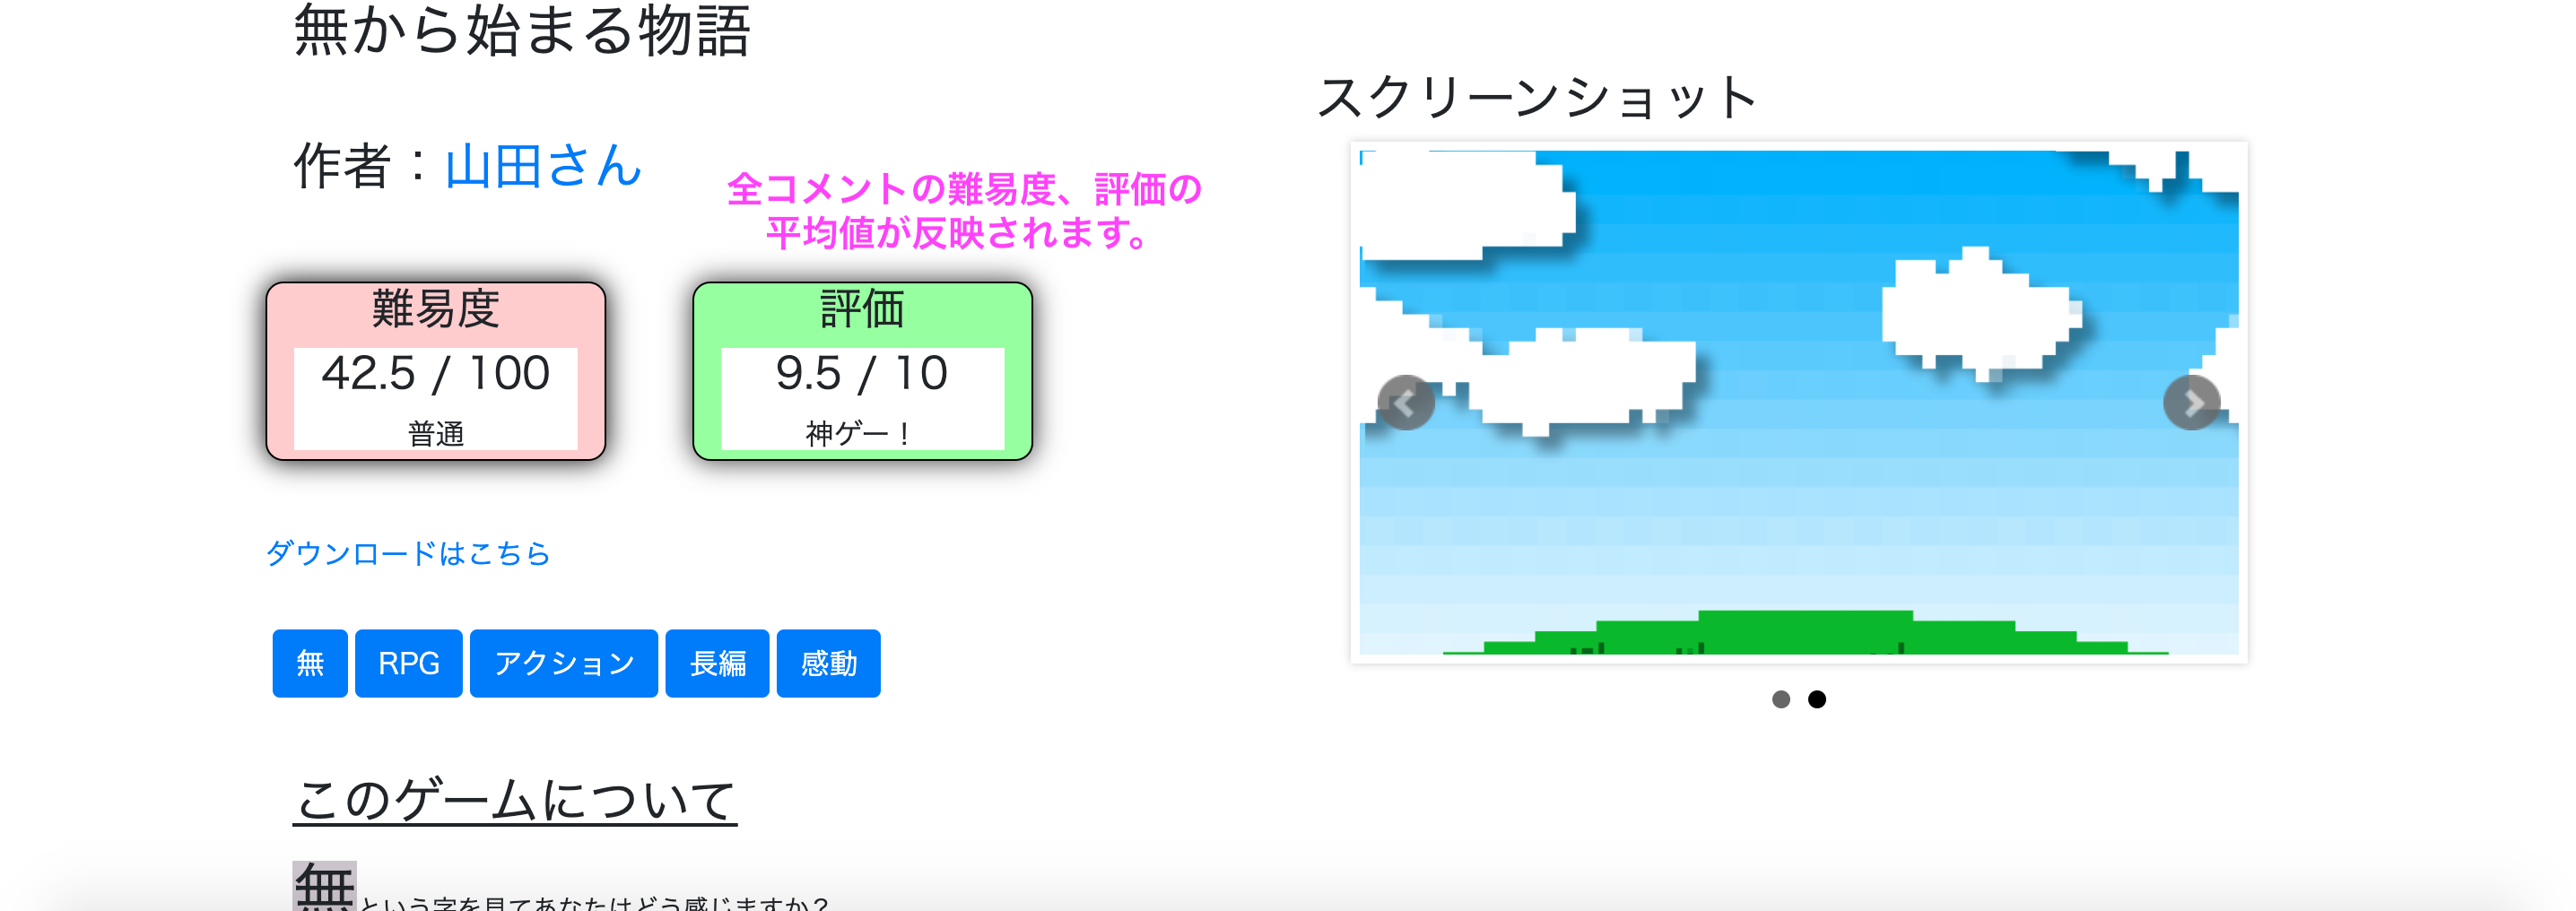 無から始まる物語
作者：山田さん
全コメントの難易度、評価の
平均値が反映されます。
難易度
42.5 / 100
普通
評価
9.5 / 10
神ゲー！
ダウンロードはこちら
無 RPG アクション 長編 感動
このゲームについて
無という字を見てあなたはどう感じますか？
スクリーンショット